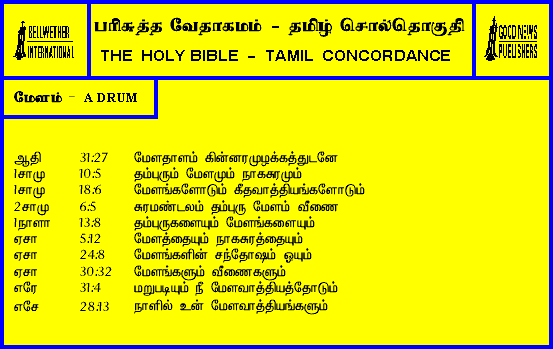 BELLWETHER
INTERNATIONAL
பரிசுத்த வேதாகமம் - தமிழ் சொல்தொகுதி
THE HOLY BIBLE - TAMIL CONCORDANCE
GOOD NEWS
PUBLISHERS
மேளம் - A DRUM
ஆதி 31:27 மேளதாளம் கின்னரமுழக்கத்துடனே
1சாமு 10:5 தம்புரும் மேளமும் நாகசுரமும்
1சாமு 18:6 மேளங்களோடும் கீதவாத்தியங்களோடும்
2சாமு 6:5 சுரமண்டலம் தம்புரு மேளம் வீணை
1நாளா 13:8 தம்புருகளையும் மேளங்களையும்
ஏசா 5:12 மேளத்தையும் நாகசுரத்தையும்
ஏசா 24:8 மேளங்களின் சந்தோஷம் ஓயும்
ஏசா 30:32 மேளங்களும் வீணைகளும்
எரே 31:4 மறுபடியும் நீ மேளவாத்தியத்தோடும்
எசே 28:13 நாளில் உன் மேளவாத்தியங்களும்